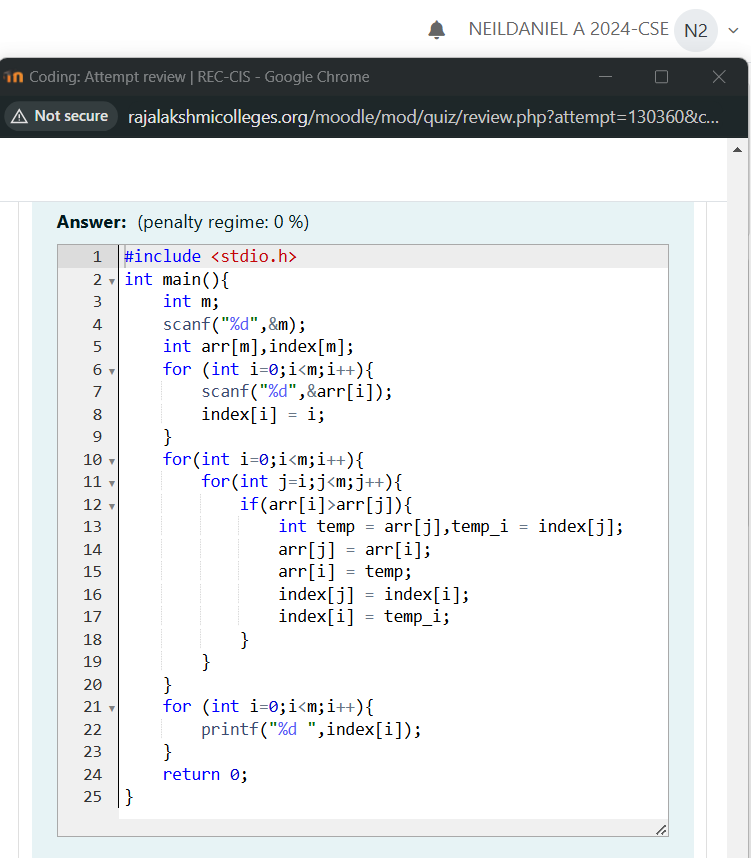 NEILDANIEL A 2024-CSE N2
Coding: Attempt review | REC-CIS - Google Chrome
Not secure rajalakshmicolleges.org/moodle/mod/quiz/review.php?attempt=130360&c...
Answer: (penalty regime: 0 %)
1 #include <stdio.h>
2 int main(){
3     int m;
4     scanf("%d",&m);
5     int arr[m],index[m];
6     for (int i=0;i<m;i++){
7         scanf("%d",&arr[i]);
8         index[i] = i;
9     }
10     for(int i=0;i<m;i++){
11         for(int j=i;j<m;j++){
12             if(arr[i]>arr[j]){
13                 int temp = arr[j],temp_i = index[j];
14                 arr[j] = arr[i];
15                 arr[i] = temp;
16                 index[j] = index[i];
17                 index[i] = temp_i;
18             }
19         }
20     }
21     for (int i=0;i<m;i++){
22         printf("%d ",index[i]);
23     }
24     return 0;
25 }